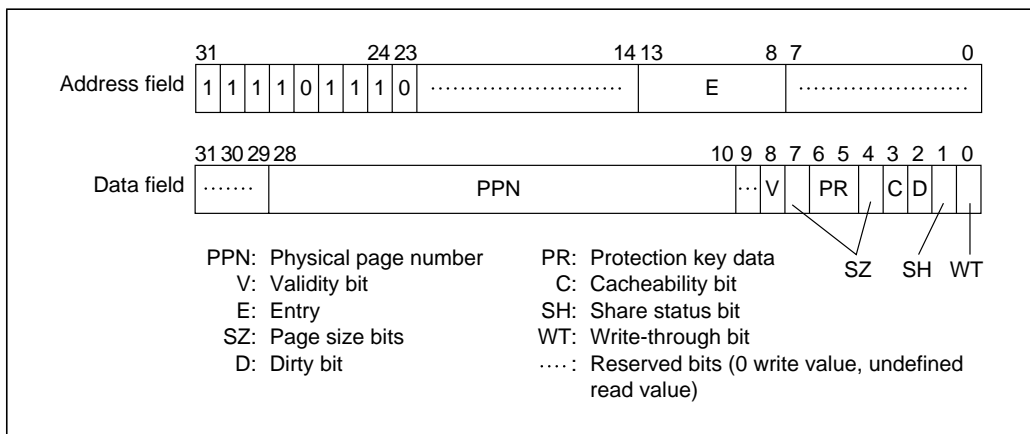 31 24 23 14 13 8 7 0
Address field 1 1 1 1 0 1 1 1 0 ························· E ·····················
31 30 29 28 10 9 8 7 6 5 4 3 2 1 0
Data field ······· PPN ··· V PR C D
SZ SH WT
PPN: Physical page number PR: Protection key data
V: Validity bit C: Cacheability bit
E: Entry SH: Share status bit
SZ: Page size bits WT: Write-through bit
D: Dirty bit ····: Reserved bits (0 write value, undefined
read value)